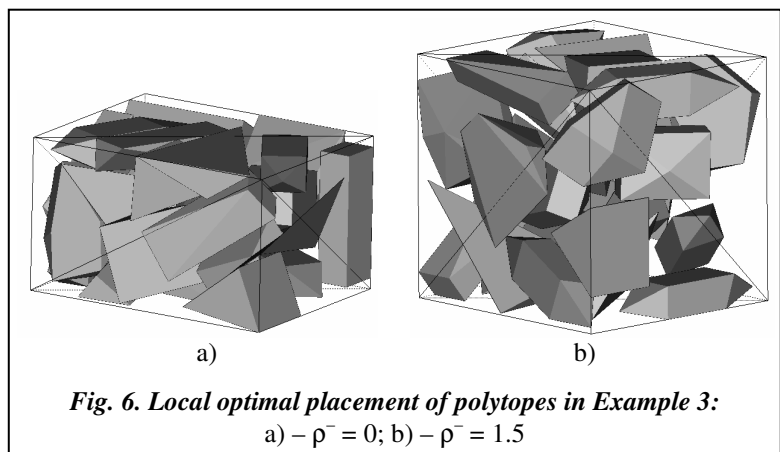 a)
b)
Fig. 6. Local optimal placement of polytopes in Example 3:
a) – ρ⁻ = 0; b) – ρ⁻ = 1.5